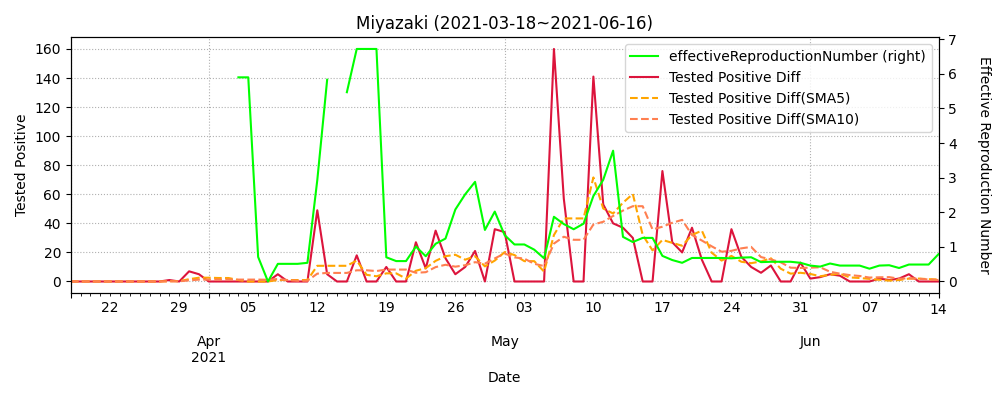 Miyazaki (2021-03-18~2021-06-16)
effectiveReproductionNumber (right)
Tested Positive Diff
Tested Positive Diff(SMA5)
Tested Positive Diff(SMA10)
Tested Positive
160
140
120
100
80
60
40
20
0
7
6
5
4
3
2
1
0
Effective Reproduction Number
22 29 05 12 19 26 03 10 17 24 31 07 14
Apr May Jun
2021
Date